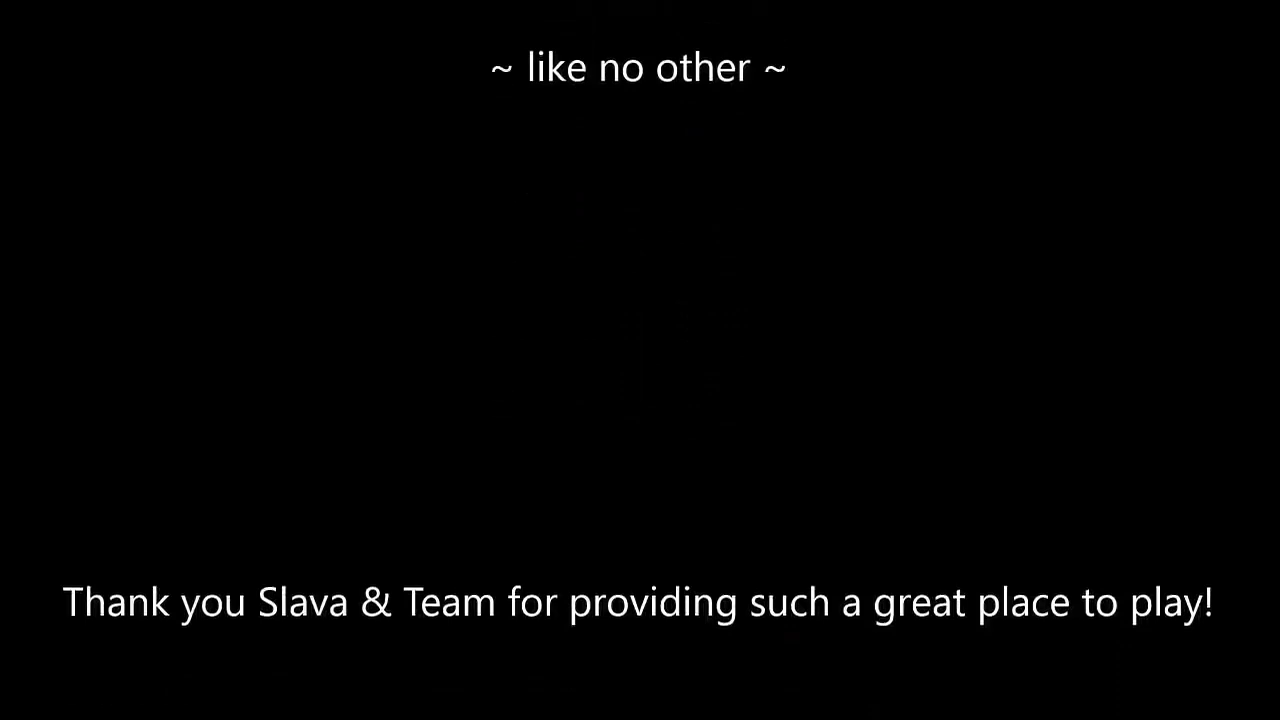 ~ like no other ~
Thank you Slava & Team for providing such a great place to play!